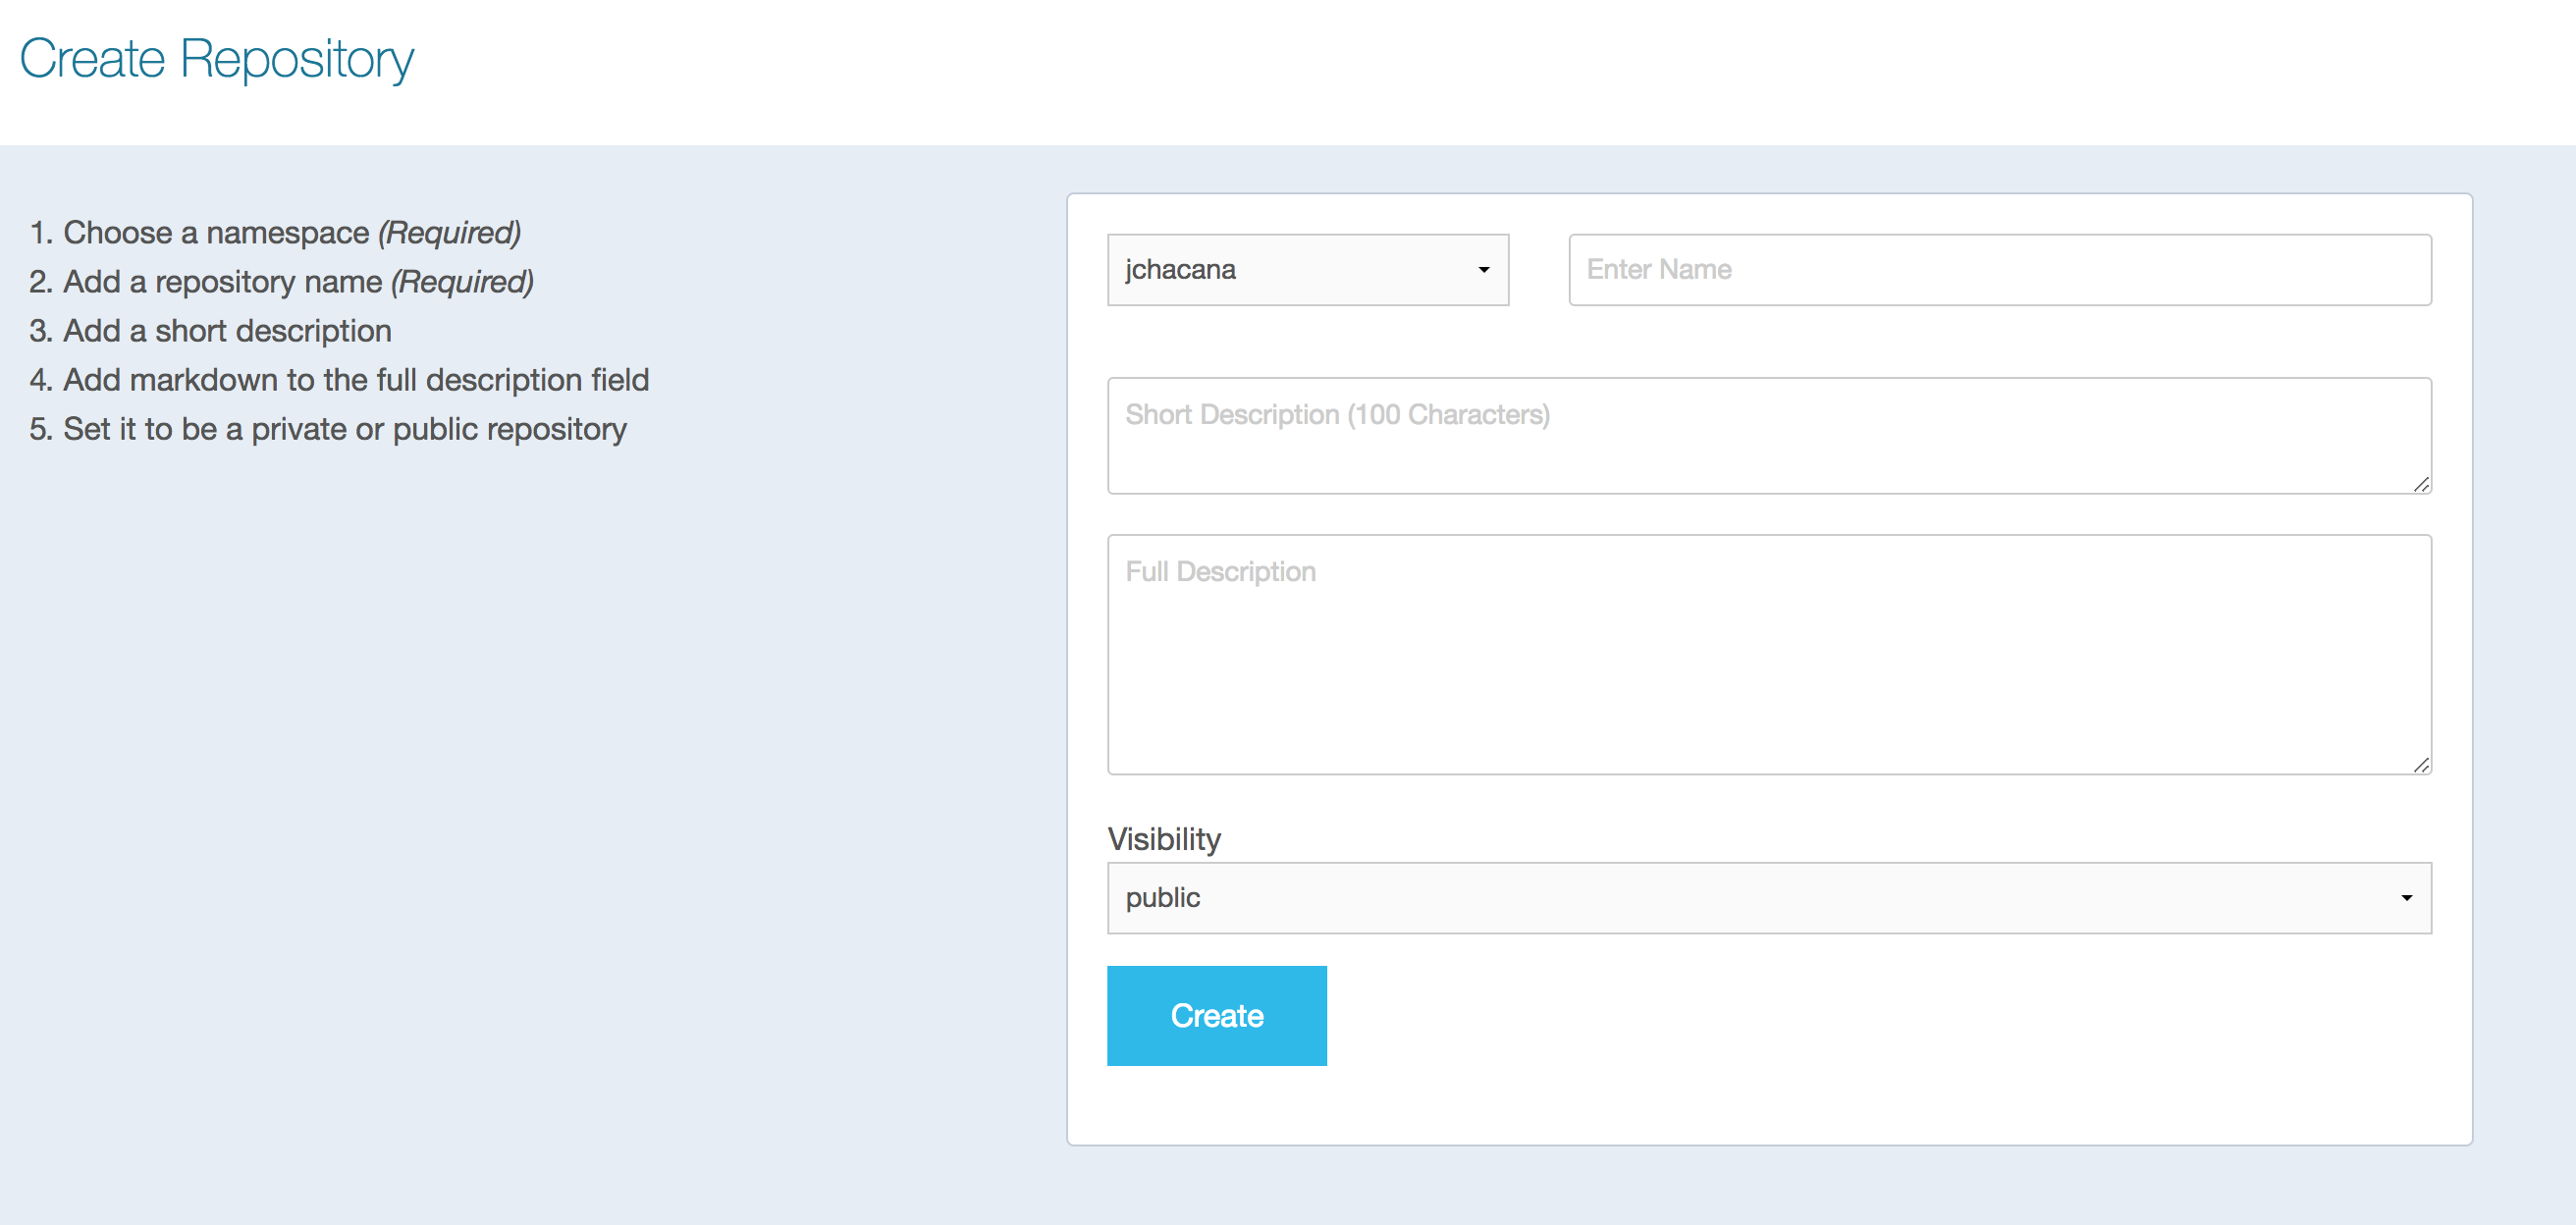 Create Repository
1. Choose a namespace (Required)
2. Add a repository name (Required)
3. Add a short description
4. Add markdown to the full description field
5. Set it to be a private or public repository
jchacana
Enter Name
Short Description (100 Characters)
Full Description
Visibility
public
Create